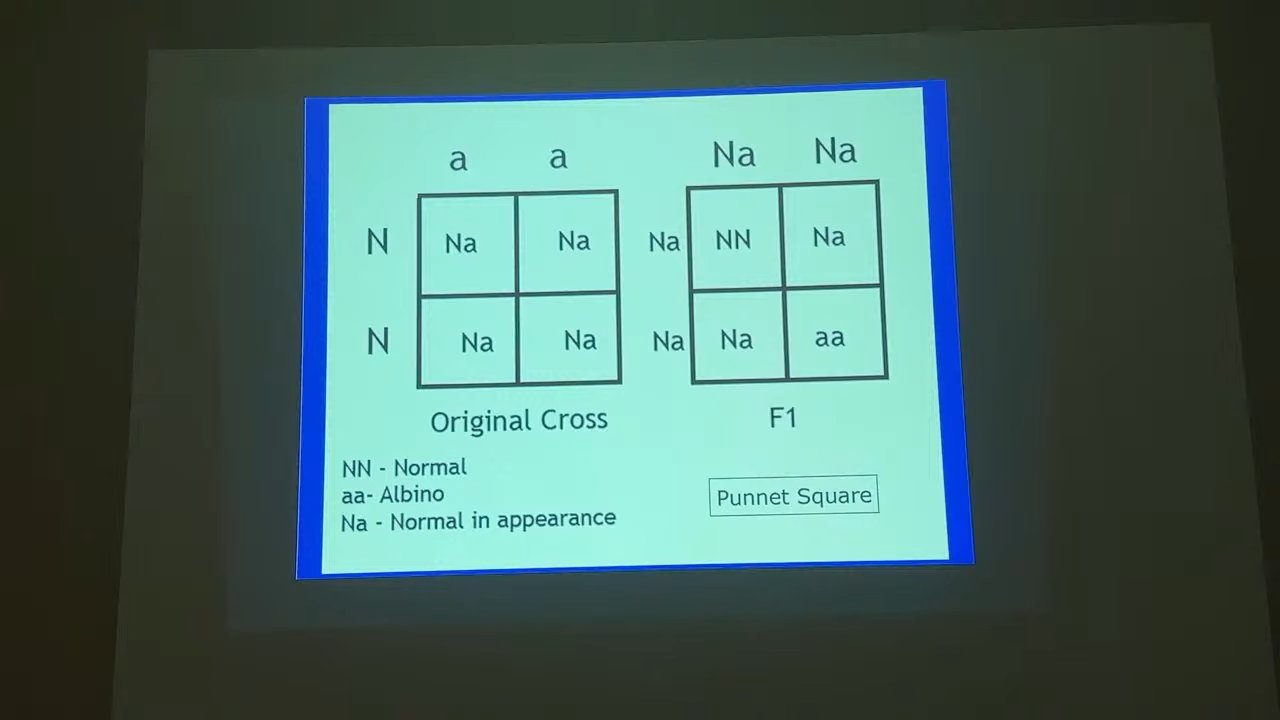 a a
N Na Na
N Na Na
Original Cross
Na Na
Na NN Na
Na Na aa
F1
NN - Normal
aa- Albino
Na - Normal in appearance
Punnet Square